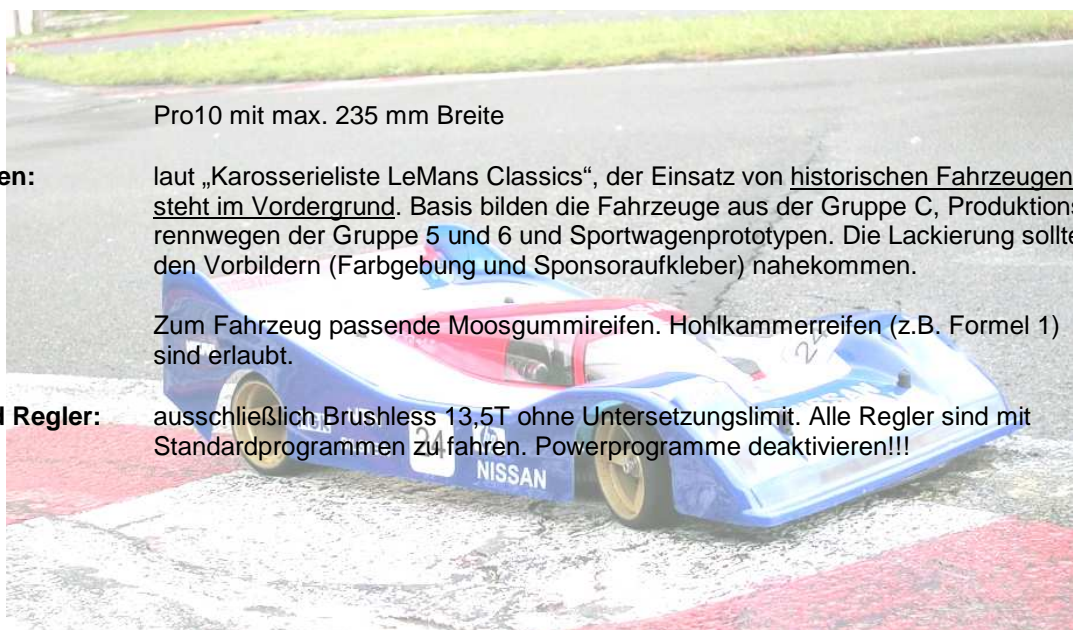 Pro10 mit max. 235 mm Breite
en: laut „Karosserieliste LeMans Classics“, der Einsatz von historischen Fahrzeugen
steht im Vordergrund. Basis bilden die Fahrzeuge aus der Gruppe C, Produktions
rennwegen der Gruppe 5 und 6 und Sportwagenprototypen. Die Lackierung sollte
den Vorbildern (Farbgebung und Sponsoraufkleber) nahekommen.
Zum Fahrzeug passende Moosgummireifen. Hohlkammerreifen (z.B. Formel 1)
sind erlaubt.
d Regler: ausschließlich Brushless 13,5T ohne Untersetzungslimit. Alle Regler sind mit
Standardprogrammen zu fahren. Powerprogramme deaktivieren!!!
24
24
NISSAN
NISSAN